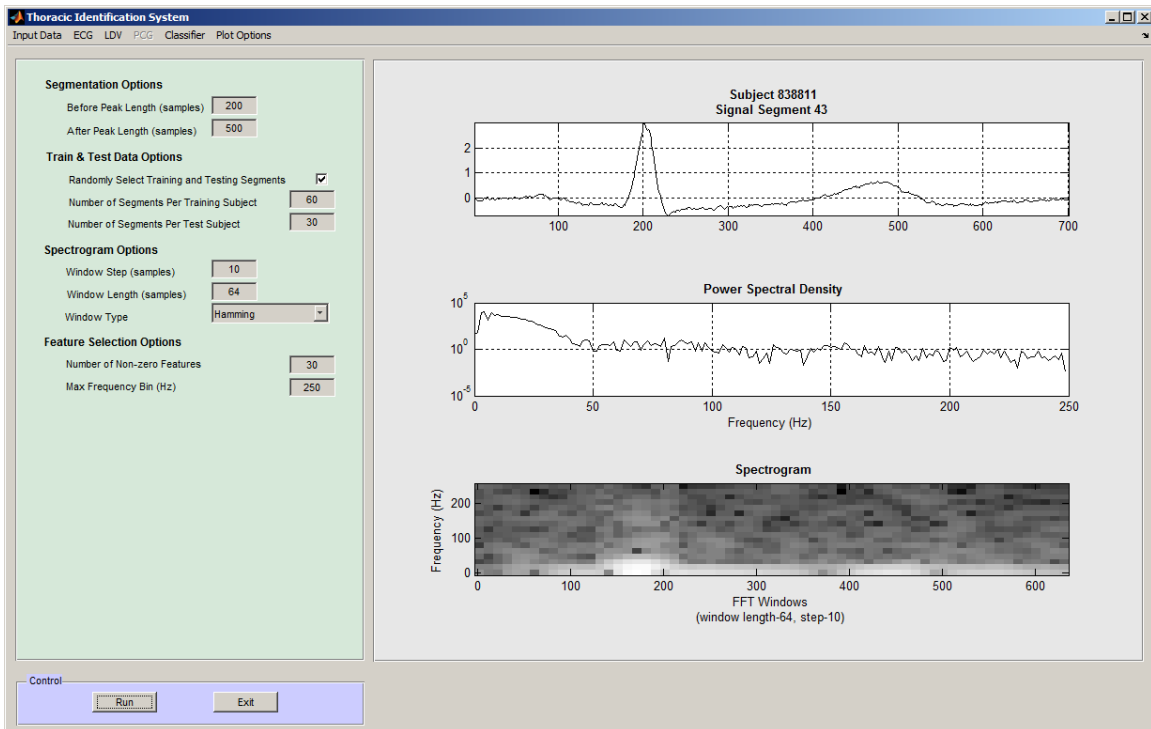 Thoracic Identification System
Input Data ECG LDV PCG Classifier Plot Options
Segmentation Options
Before Peak Length (samples) 200
After Peak Length (samples) 500
Train & Test Data Options
Randomly Select Training and Testing Segments
Number of Segments Per Training Subject 60
Number of Segments Per Test Subject 30
Spectrogram Options
Window Step (samples) 10
Window Length (samples) 64
Window Type Hamming
Feature Selection Options
Number of Non-zero Features 30
Max Frequency Bin (Hz) 250
Control
Run Exit
Subject 838811
Signal Segment 43
2
1
0
100 200 300 400 500 600 700
Power Spectral Density
10^5
10^0
10^-5
0 50 100 150 200 250
Frequency (Hz)
Spectrogram
Frequency (Hz)
200
100
0
0 100 200 300 400 500 600
FFT Windows
(window length-64, step-10)